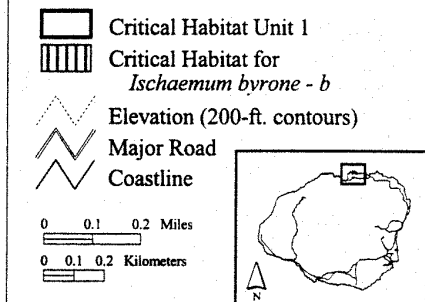 Critical Habitat Unit 1
Critical Habitat for
Ischaemum byrone - b
Elevation (200-ft. contours)
Major Road
Coastline
0 0.1 0.2 Miles
0 0.1 0.2 Kilometers
N